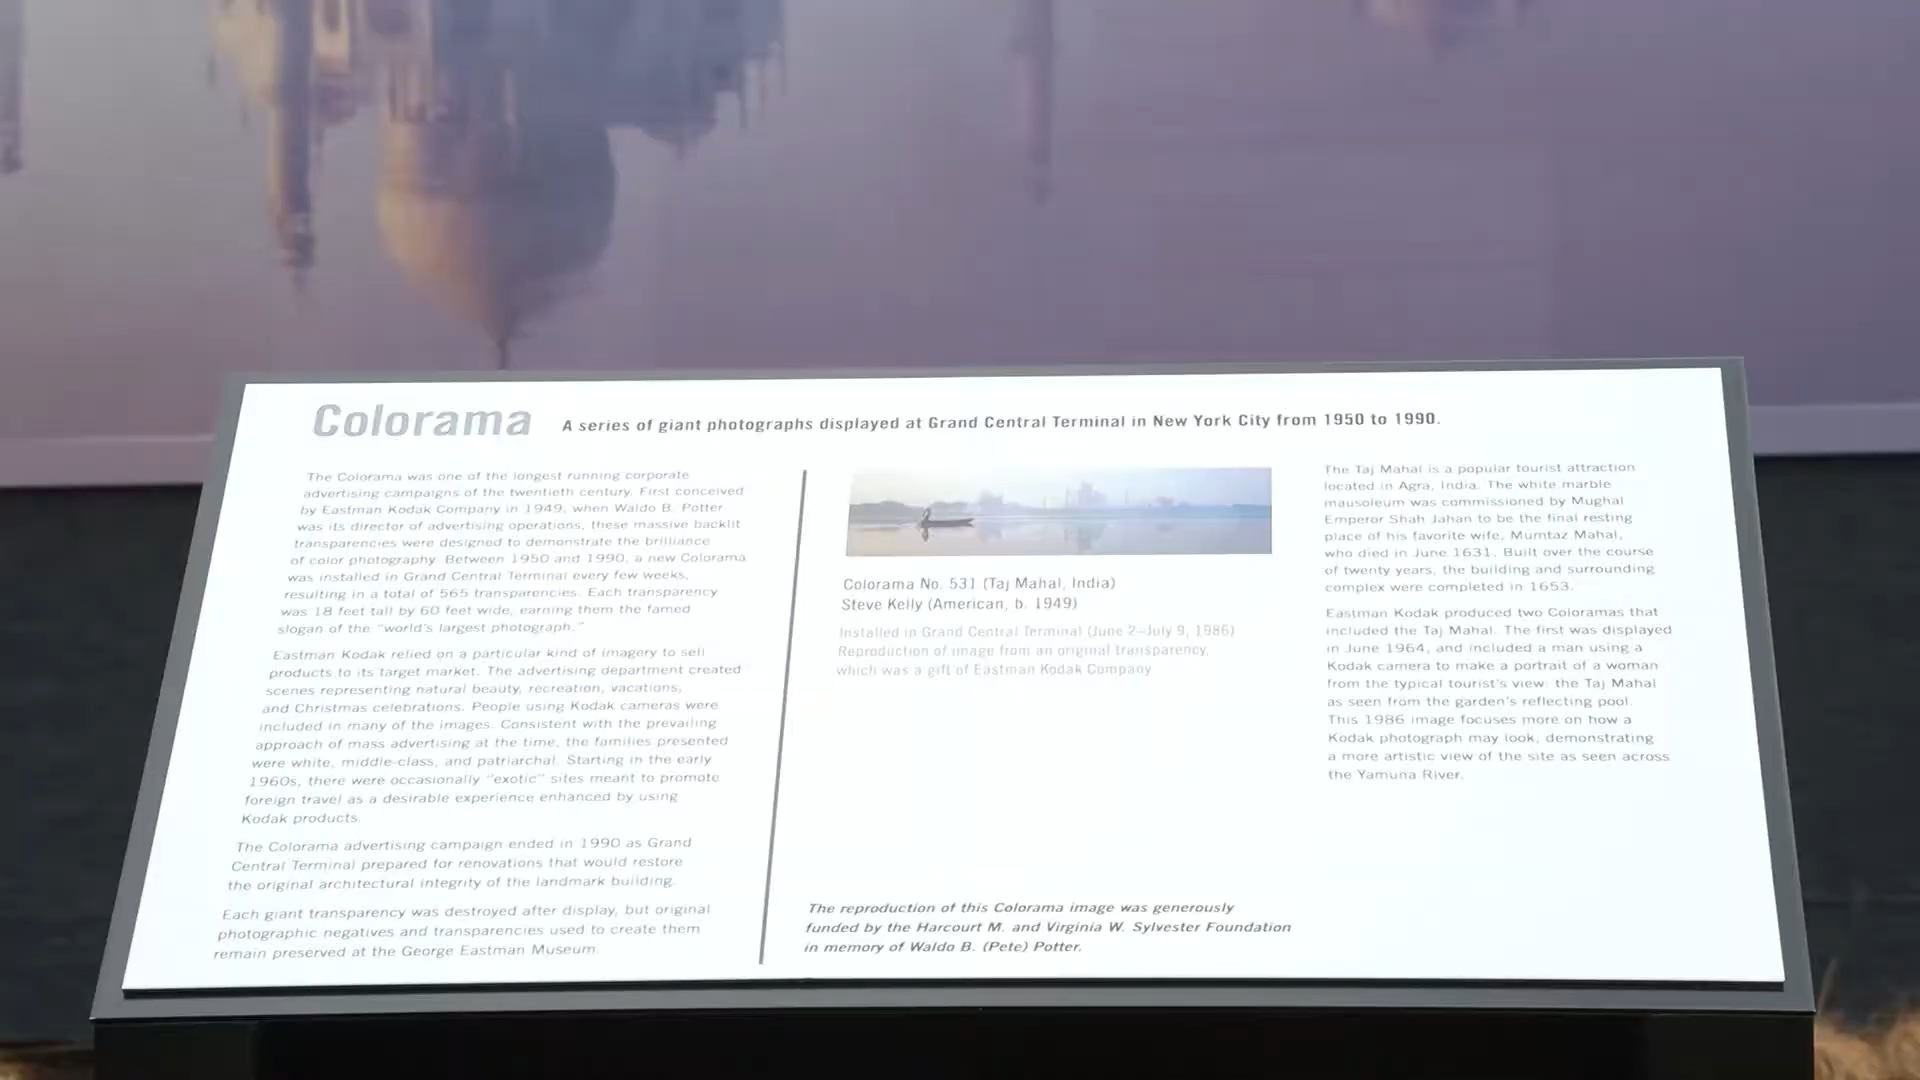 Colorama
A series of giant photographs displayed at Grand Central Terminal in New York City from 1950 to 1990.
The Colorama was one of the longest running corporate
advertising campaigns of the twentieth century. First conceived
by Eastman Kodak Company in 1949, when Waldo B. Potter
was its director of advertising operations, these massive backlit
transparencies were designed to demonstrate the brilliance
of color photography. Between 1950 and 1990, a new Colorama
was installed in Grand Central Terminal every few weeks,
resulting in a total of 565 transparencies. Each transparency
was 18 feet tall by 60 feet wide, earning them the famed
slogan of the “world’s largest photograph.”
Eastman Kodak relied on a particular kind of imagery to sell
products to its target market. The advertising department created
scenes representing natural beauty, recreation, vacations,
and Christmas celebrations. People using Kodak cameras were
included in many of the images. Consistent with the prevailing
approach of mass advertising at the time, the families presented
were white, middle-class, and patriarchal. Starting in the early
1960s, there were occasionally “exotic” sites meant to promote
foreign travel as a desirable experience enhanced by using
Kodak products.
The Colorama advertising campaign ended in 1990 as Grand
Central Terminal prepared for renovations that would restore
the original architectural integrity of the landmark building.
Each giant transparency was destroyed after display, but original
photographic negatives and transparencies used to create them
remain preserved at the George Eastman Museum.
Colorama No. 531 (Taj Mahal, India)
Steve Kelly (American, b. 1949)
Installed in Grand Central Terminal (June 2–July 9, 1986)
Reproduction of image from an original transparency,
which was a gift of Eastman Kodak Company
The reproduction of this Colorama image was generously
funded by the Harcourt M. and Virginia W. Sylvester Foundation
in memory of Waldo B. (Pete) Potter.
The Taj Mahal is a popular tourist attraction
located in Agra, India. The white marble
mausoleum was commissioned by Mughal
Emperor Shah Jahan to be the final resting
place of his favorite wife, Mumtaz Mahal,
who died in June 1631. Built over the course
of twenty years, the building and surrounding
complex were completed in 1653.
Eastman Kodak produced two Coloramas that
included the Taj Mahal. The first was displayed
in June 1964, and included a man using a
Kodak camera to make a portrait of a woman
from the typical tourist’s view: the Taj Mahal
as seen from the garden’s reflecting pool.
This 1986 image focuses more on how a
Kodak photograph may look, demonstrating
a more artistic view of the site as seen across
the Yamuna River.